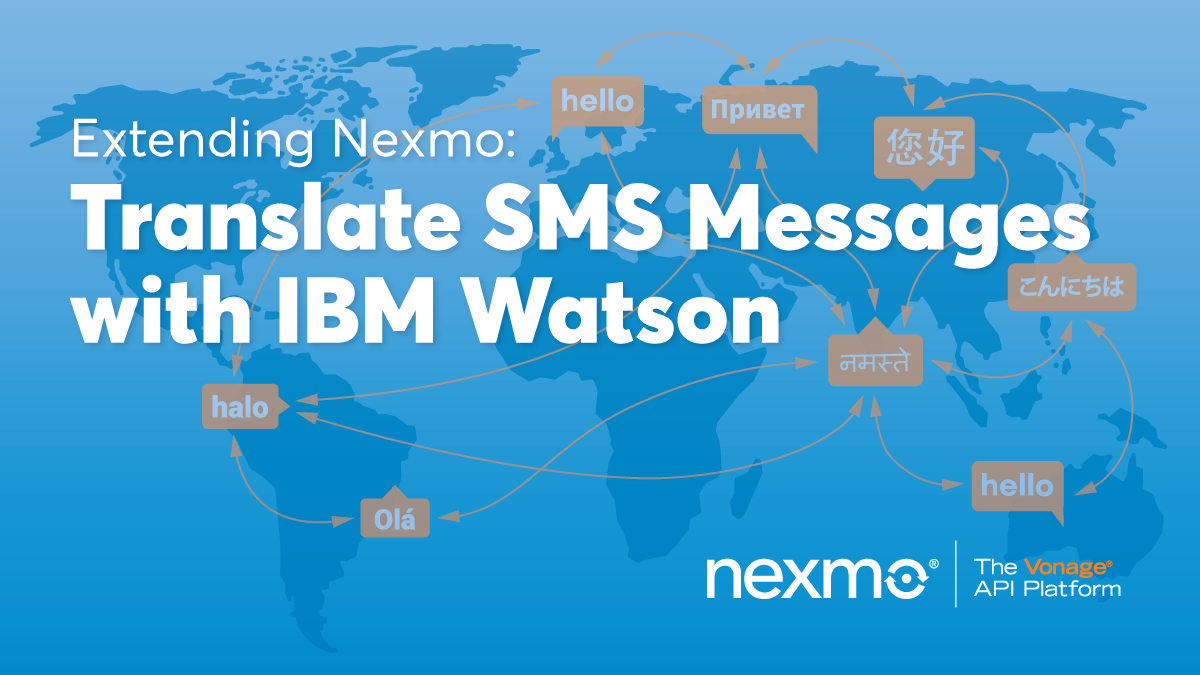 hello
Привет
您好
Extending Nexmo:
Translate SMS Messages
with IBM Watson
こんにちは
नमस्ते
halo
Olá
hello
nexmo®
The Vonage®
API Platform